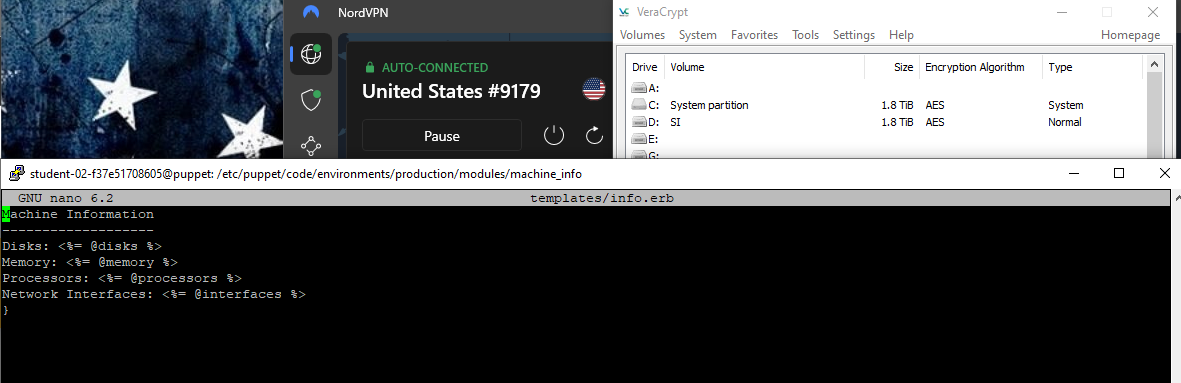 NordVPN
AUTO-CONNECTED
United States #9179
Pause
VeraCrypt
Volumes System Favorites Tools Settings Help Homepage
Drive Volume Size Encryption Algorithm Type
A:
C: System partition 1.8 TiB AES System
D: SI 1.8 TiB AES Normal
E:
G:
student-02-f37e51708605@puppet: /etc/puppet/code/environments/production/modules/machine_info
GNU nano 6.2 templates/info.erb
Machine Information
-------------------
Disks: <%= @disks %>
Memory: <%= @memory %>
Processors: <%= @processors %>
Network Interfaces: <%= @interfaces %>
}